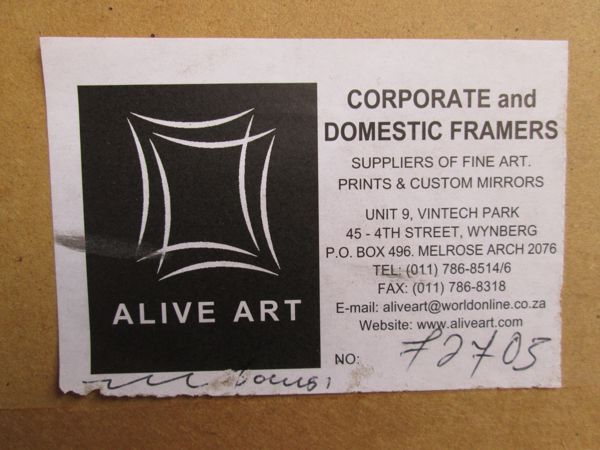 CORPORATE and
DOMESTIC FRAMERS
SUPPLIERS OF FINE ART.
PRINTS & CUSTOM MIRRORS
UNIT 9, VINTECH PARK
45 - 4TH STREET, WYNBERG
P.O. BOX 496. MELROSE ARCH 2076
TEL: (011) 786-8514/6
FAX: (011) 786-8318
E-mail: aliveart@worldonline.co.za
Website: www.aliveart.com
NO: 72705
ALIVE ART